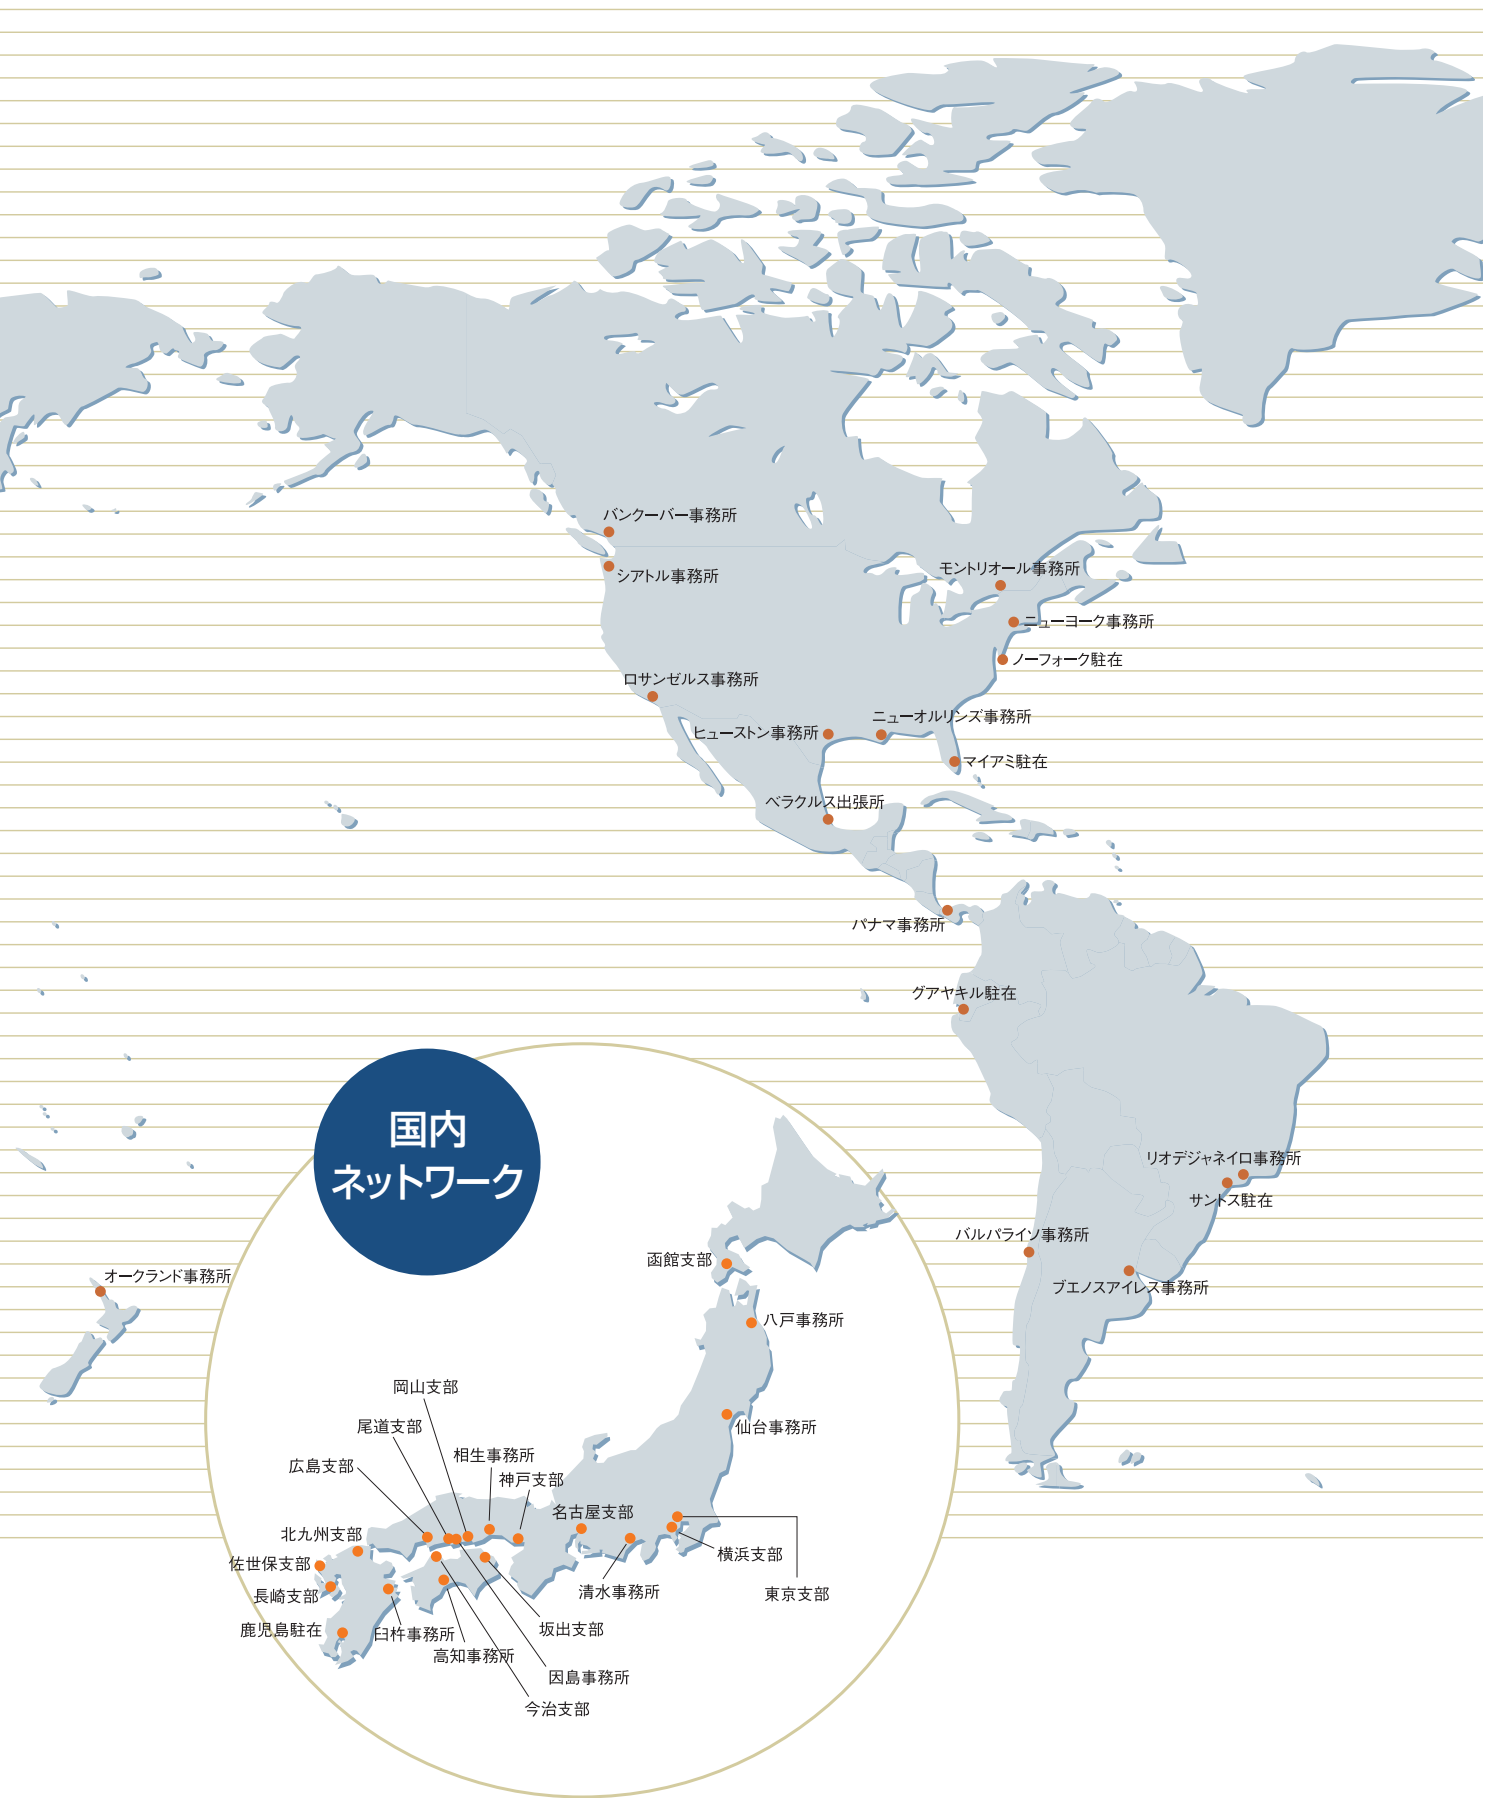 バンクーバー事務所
シアトル事務所
モントリオール事務所
ニューヨーク事務所
ノーフォーク駐在
ロサンゼルス事務所
ニューオルリンズ事務所
ヒューストン事務所
マイアミ駐在
ベラクルス出張所
パナマ事務所
グアヤキル駐在
リオデジャネイロ事務所
サントス駐在
バルパライソ事務所
ブエノスアイレス事務所
オークランド事務所
国内
ネットワーク
函館支部
八戸事務所
岡山支部
尾道支部
仙台事務所
相生事務所
広島支部
神戸支部
名古屋支部
北九州支部
横浜支部
佐世保支部
清水事務所
東京支部
長崎支部
鹿児島駐在
臼杵事務所
坂出支部
高知事務所
因島事務所
今治支部